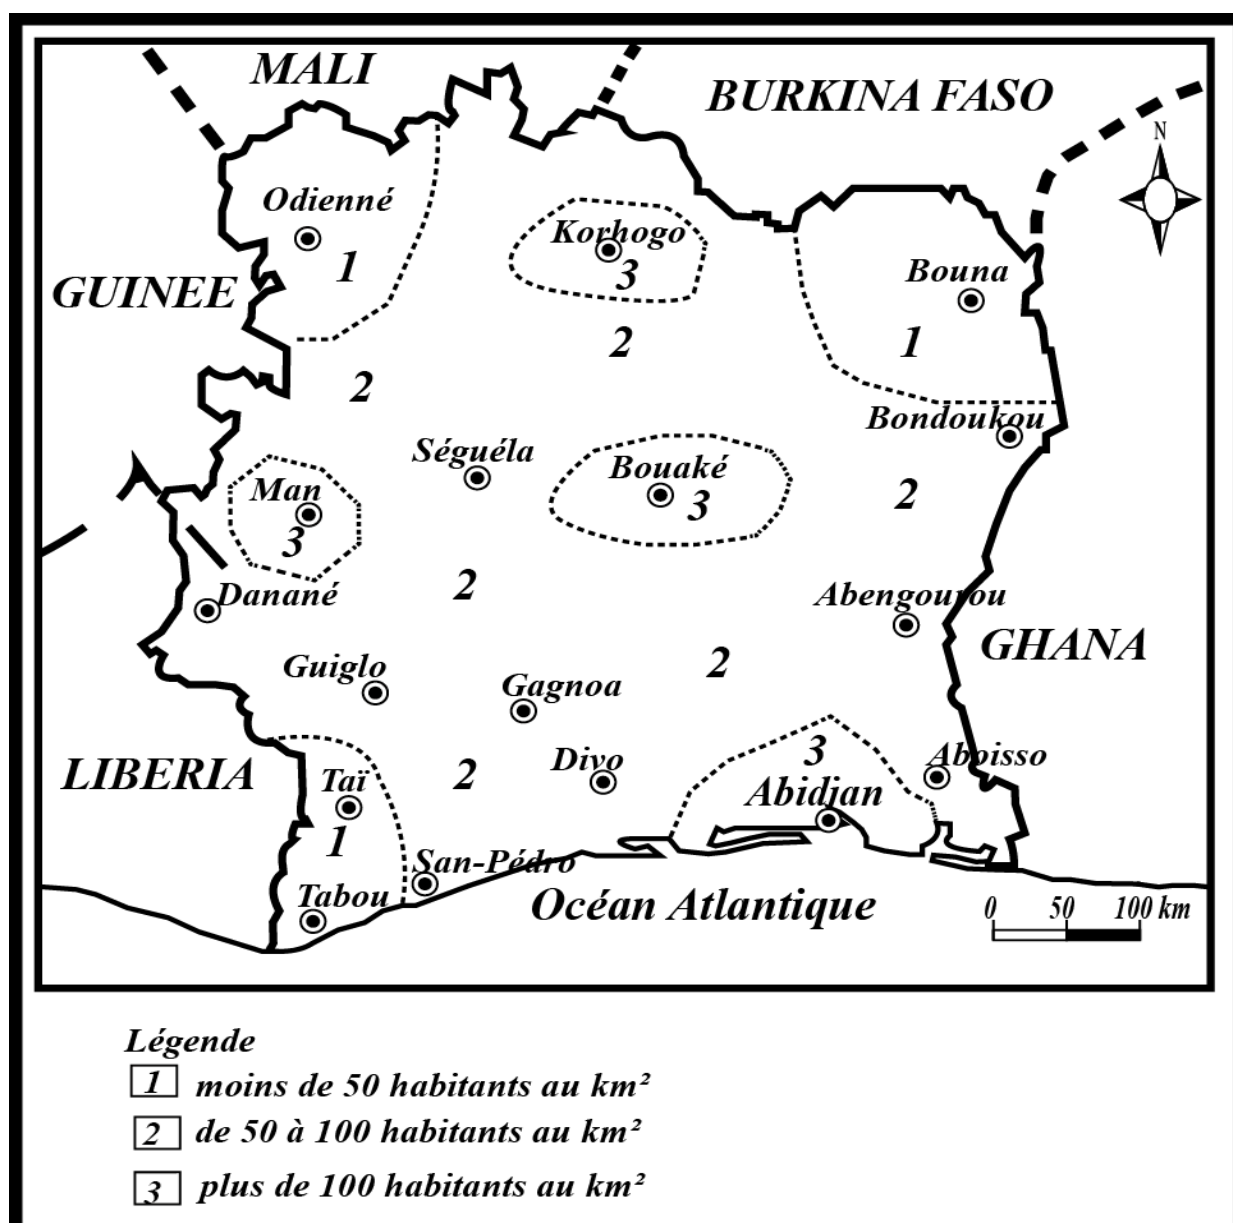 MALI
BURKINA FASO
N
Odienné
Korhogo
1
3
Bouna
GUINEE
2
1
2
Bondoukou
Séguéla
Bouaké
Man
3
2
3
2
Danané
Abengourou
GHANA
Guiglo
2
Gagnoa
LIBERIA
2
Divo
3
Aboisso
Taï
Abidjan
1
San-Pédro
Tabou
Océan Atlantique
0 50 100 km
Légende
1 moins de 50 habitants au km²
2 de 50 à 100 habitants au km²
3 plus de 100 habitants au km²